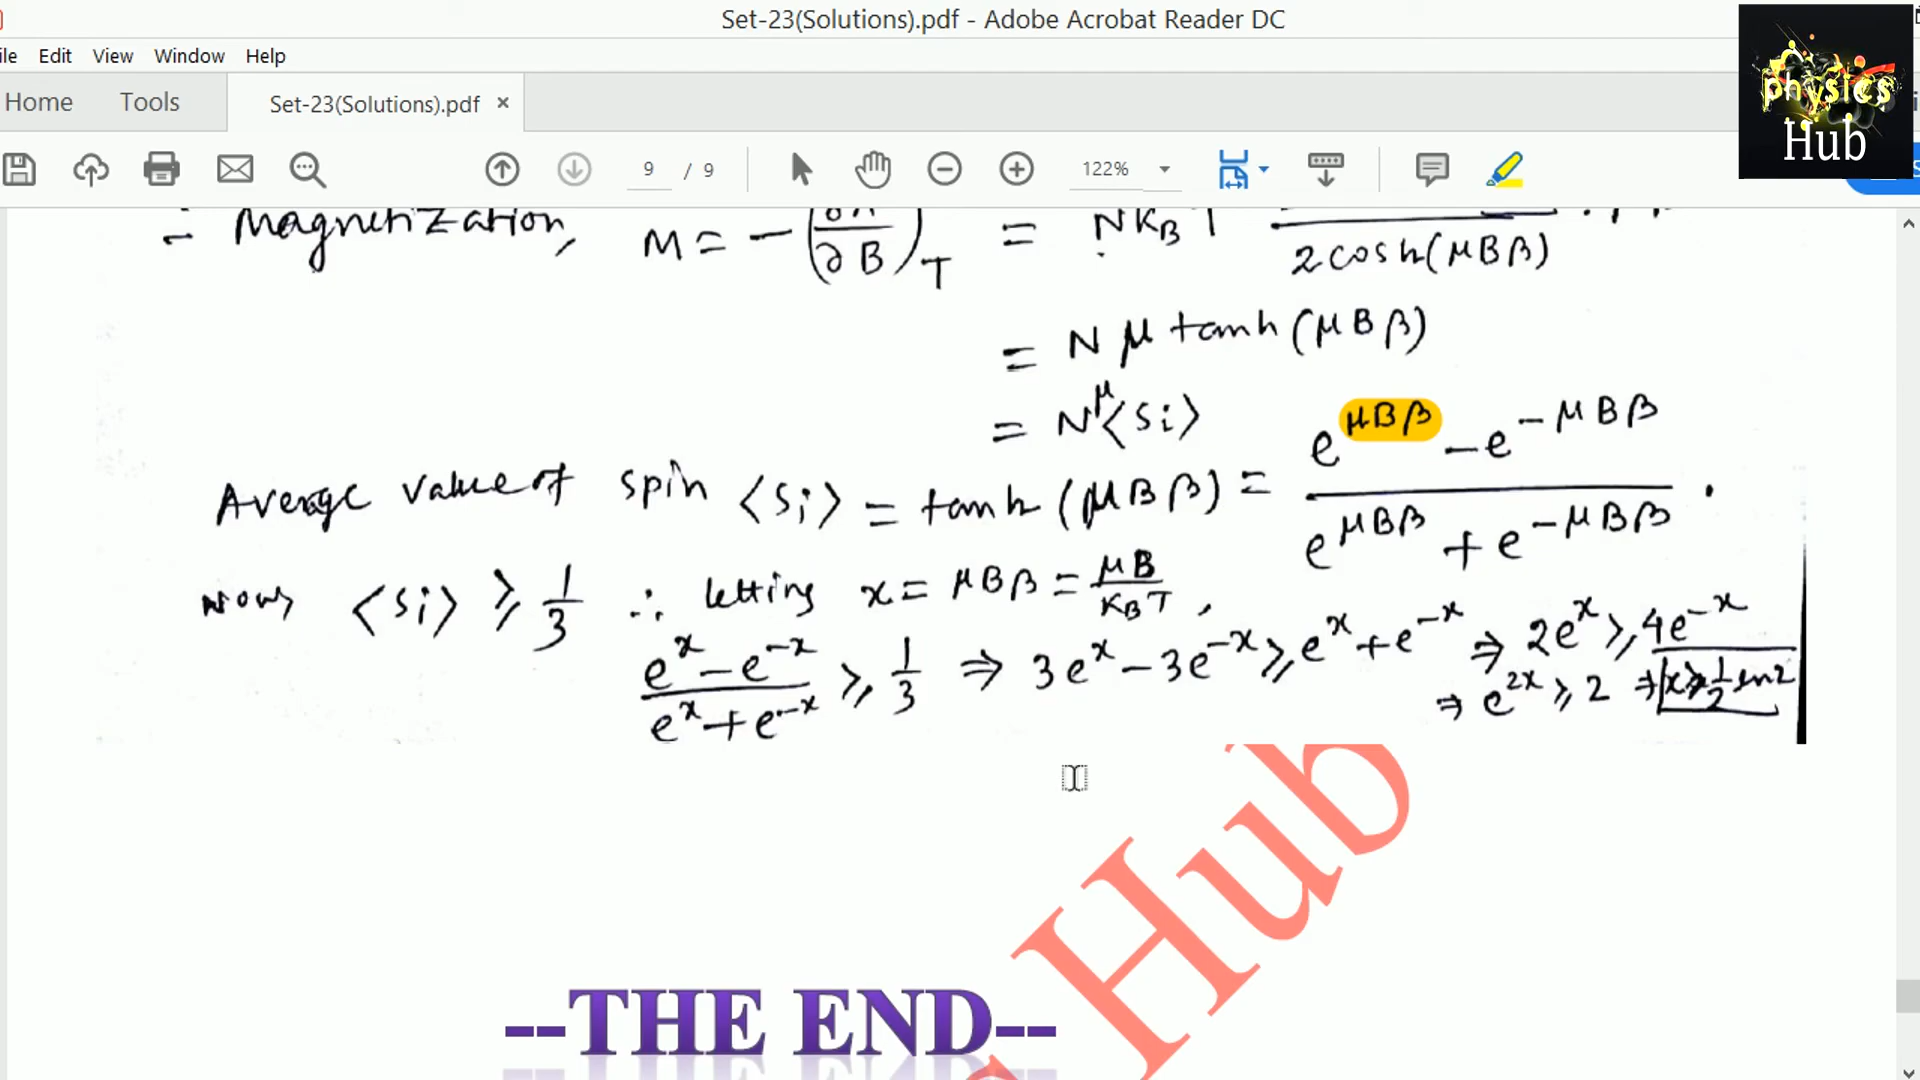 Set-23(Solutions).pdf - Adobe Acrobat Reader DC
ile Edit View Window Help
Home Tools Set-23(Solutions).pdf ×
9 / 9 122%
physics
Hub
∴ Magnetization, M = -(∂/∂B)_T = NK_BT /2cosh(μBβ)
= Nμ tanh(μBβ)
= Nμ<Si>
Average value of spin <Si> = tanh(μBβ) = (e^{μBβ} - e^{-μBβ})/(e^{μBβ} + e^{-μBβ}).
Now, <Si> ≥ 1/3 ∴ letting x = μBβ = μB/K_BT,
(e^x - e^{-x})/(e^x + e^{-x}) ≥ 1/3 ⇒ 3e^x - 3e^{-x} ≥ e^x + e^{-x} ⇒ 2e^x ≥ 4e^{-x}
⇒ e^{2x} ≥ 2 ⇒ x ≥ 1/2 ln2
Hub
--THE END--